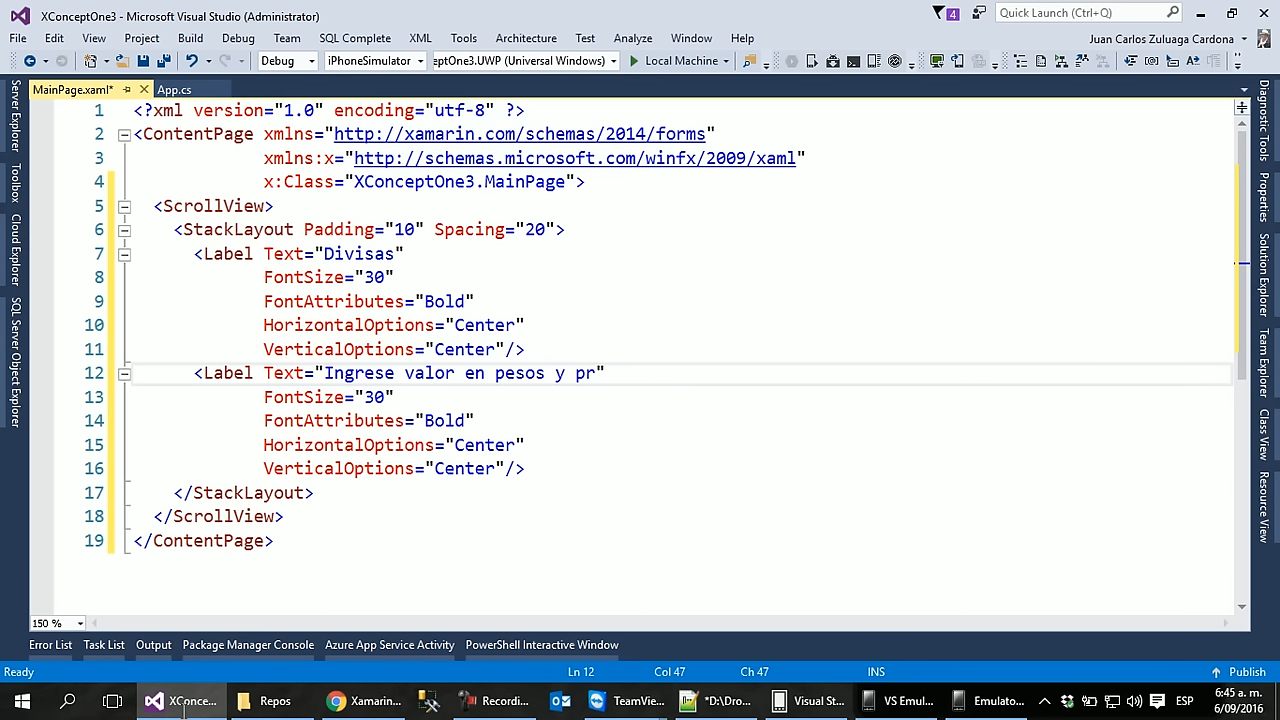 XConceptOne3 - Microsoft Visual Studio (Administrator)
4
Quick Launch (Ctrl+Q)
File Edit View Project Build Debug Team SQL Complete XML Tools Architecture Test Analyze Window Help
Juan Carlos Zuluaga Cardona
Debug iPhoneSimulator eptOne3.UWP (Universal Windows) Local Machine
MainPage.xaml* App.cs
1 <?xml version="1.0" encoding="utf-8" ?>
2 <ContentPage xmlns="http://xamarin.com/schemas/2014/forms"
3 xmlns:x="http://schemas.microsoft.com/winfx/2009/xaml"
4 x:Class="XConceptOne3.MainPage">
5 <ScrollView>
6 <StackLayout Padding="10" Spacing="20">
7 <Label Text="Divisas"
8 FontSize="30"
9 FontAttributes="Bold"
10 HorizontalOptions="Center"
11 VerticalOptions="Center"/>
12 <Label Text="Ingrese valor en pesos y pr"
13 FontSize="30"
14 FontAttributes="Bold"
15 HorizontalOptions="Center"
16 VerticalOptions="Center"/>
17 </StackLayout>
18 </ScrollView>
19 </ContentPage>
Server Explorer
Toolbox
Cloud Explorer
SQL Server Object Explorer
Diagnostic Tools
Properties
Solution Explorer
Team Explorer
Class View
Resource View
150 %
Error List Task List Output Package Manager Console Azure App Service Activity PowerShell Interactive Window
Ready Ln 12 Col 47 Ch 47 INS Publish
XConce... Repos Xamarin... Recordi... TeamVie... *D:\Dro... Visual St... VS Emul... Emulato... ESP
6:45 a. m.
6/09/2016